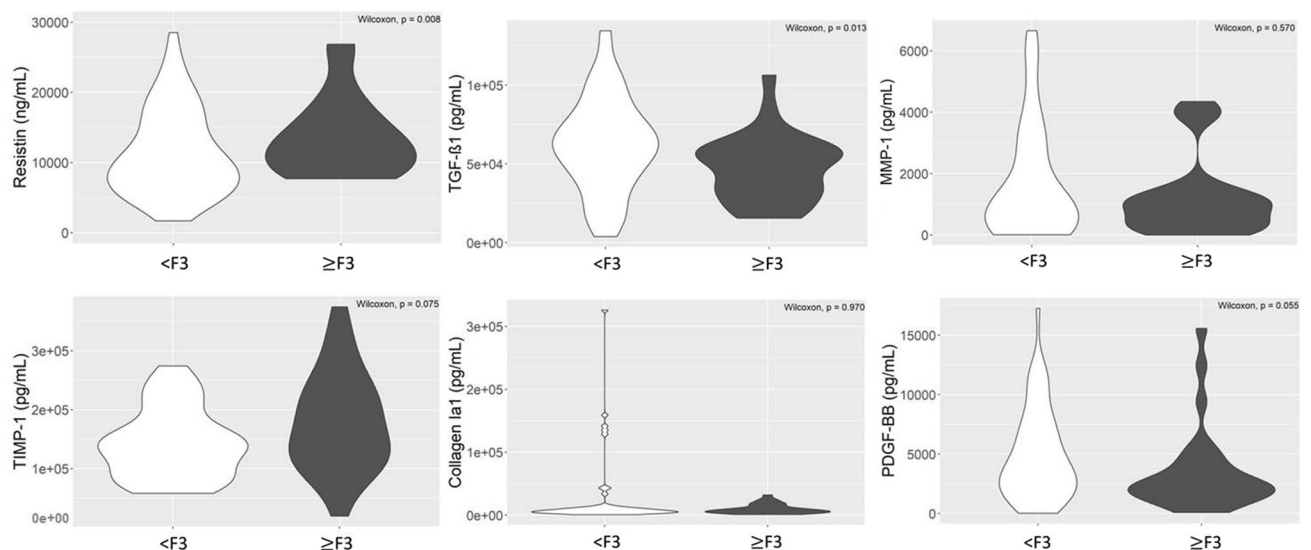 Wilcoxon, p = 0.008
Resistin (ng/mL)
30000
20000
10000
0
<F3
≥F3
Wilcoxon, p = 0.013
TGF-ß1 (pg/mL)
1e+05
5e+04
0e+00
<F3
≥F3
Wilcoxon, p = 0.570
MMP-1 (pg/mL)
6000
4000
2000
0
<F3
≥F3
Wilcoxon, p = 0.075
TIMP-1 (pg/mL)
3e+05
2e+05
1e+05
0e+00
<F3
≥F3
Wilcoxon, p = 0.970
Collagen Ia1 (pg/mL)
3e+05
2e+05
1e+05
0e+00
<F3
≥F3
Wilcoxon, p = 0.055
PDGF-BB (pg/mL)
15000
10000
5000
0
<F3
≥F3